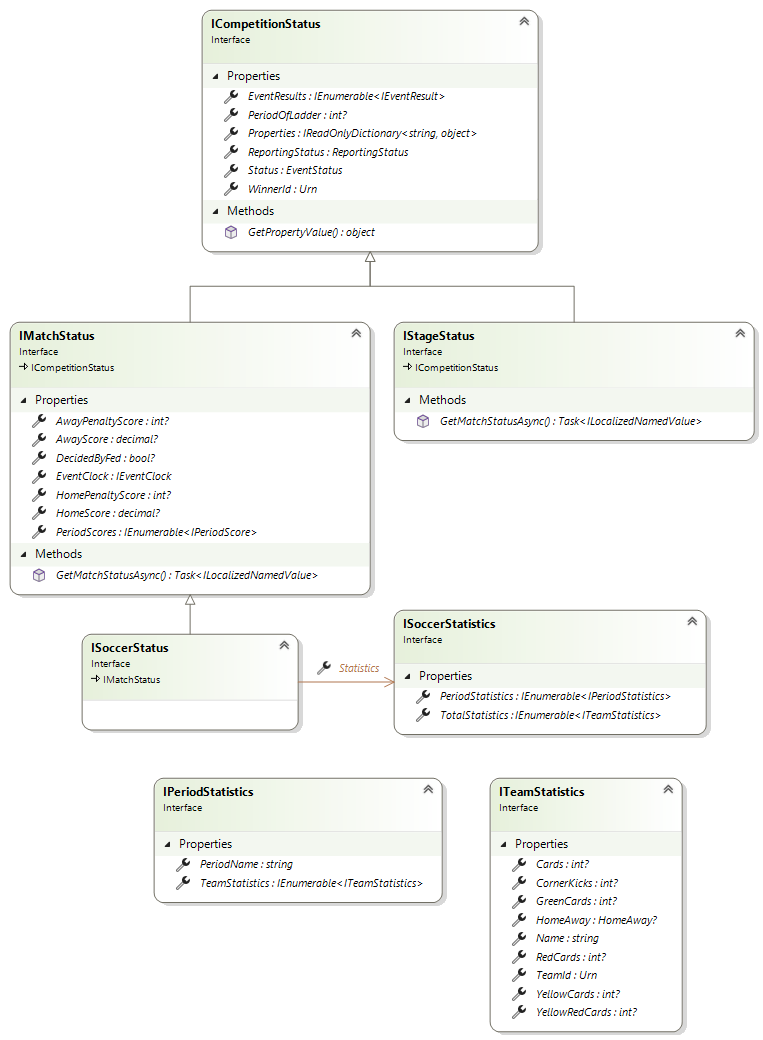 ICompetitionStatus
Interface
Properties
EventResults : IEnumerable<IEventResult>
PeriodOfLadder : int?
Properties : IReadOnlyDictionary<string, object>
ReportingStatus : ReportingStatus
Status : EventStatus
WinnerId : Urn
Methods
GetPropertyValue() : object
IMatchStatus
Interface
ICompetitionStatus
Properties
AwayPenaltyScore : int?
AwayScore : decimal?
DecidedByFed : bool?
EventClock : IEventClock
HomePenaltyScore : int?
HomeScore : decimal?
PeriodScores : IEnumerable<IPeriodScore>
Methods
GetMatchStatusAsync() : Task<ILocalizedNamedValue>
IStageStatus
Interface
ICompetitionStatus
Methods
GetMatchStatusAsync() : Task<ILocalizedNamedValue>
ISoccerStatus
Interface
IMatchStatus
Statistics
ISoccerStatistics
Interface
Properties
PeriodStatistics : IEnumerable<IPeriodStatistics>
TotalStatistics : IEnumerable<ITeamStatistics>
IPeriodStatistics
Interface
Properties
PeriodName : string
TeamStatistics : IEnumerable<ITeamStatistics>
ITeamStatistics
Interface
Properties
Cards : int?
CornerKicks : int?
GreenCards : int?
HomeAway : HomeAway?
Name : string
RedCards : int?
TeamId : Urn
YellowCards : int?
YellowRedCards : int?